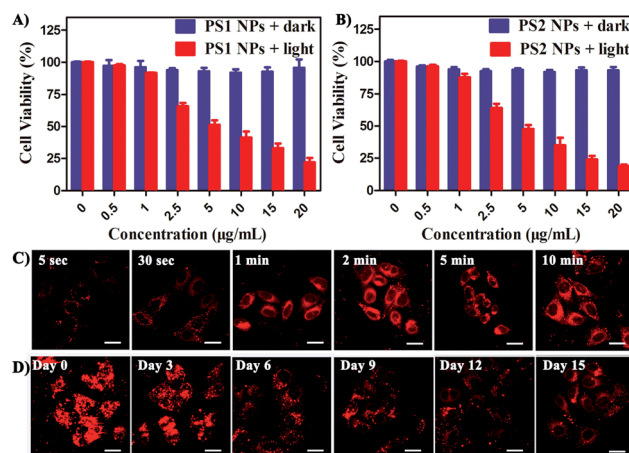 A)
PS1 NPs + dark
PS1 NPs + light
Cell Viability (%)
125
100
75
50
25
0
0 0.5 1 2.5 5 10 15 20
Concentration (µg/mL)
B)
PS2 NPs + dark
PS2 NPs + light
Cell Viability (%)
125
100
75
50
25
0
0 0.5 1 2.5 5 10 15 20
Concentration (µg/mL)
C) 5 sec 30 sec 1 min 2 min 5 min 10 min
D) Day 0 Day 3 Day 6 Day 9 Day 12 Day 15